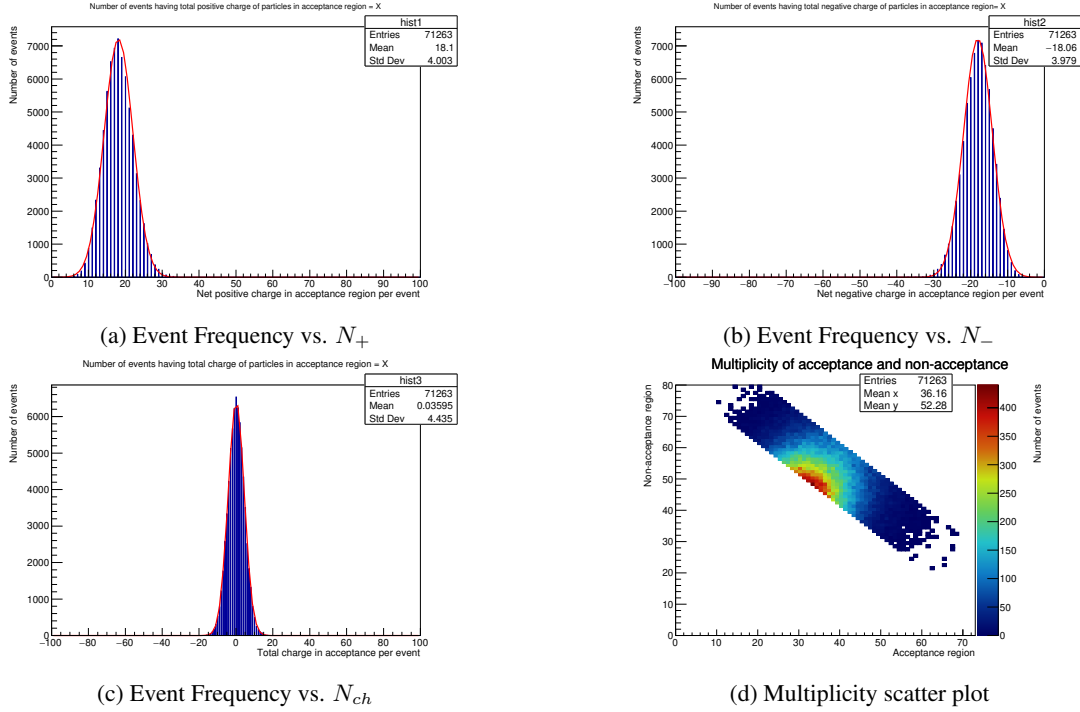 Number of events having total positive charge of particles in acceptance region = X
hist1
Entries 71263
Mean 18.1
Std Dev 4.003
Number of events
7000
6000
5000
4000
3000
2000
1000
0
0 10 20 30 40 50 60 70 80 90 100
Net positive charge in acceptance region per event
(a) Event Frequency vs. N+
Number of events having total negative charge of particles in acceptance region= X
hist2
Entries 71263
Mean −18.06
Std Dev 3.979
Number of events
7000
6000
5000
4000
3000
2000
1000
0
−100 −90 −80 −70 −60 −50 −40 −30 −20 −10 0
Net negative charge in acceptance region per event
(b) Event Frequency vs. N−
Number of events having total charge of particles in acceptance region = X
hist3
Entries 71263
Mean 0.03595
Std Dev 4.435
Number of events
6000
5000
4000
3000
2000
1000
0
−100 −80 −60 −40 −20 0 20 40 60 80 100
Total charge in acceptance per event
(c) Event Frequency vs. Nch
Multiplicity of acceptance and non-acceptance
Entries 71263
Mean x 36.16
Mean y 52.28
Non-acceptance region
80
70
60
50
40
30
20
10
0
0 10 20 30 40 50 60 70
Acceptance region
400
350
300
250
200
150
100
50
0
Number of events
(d) Multiplicity scatter plot